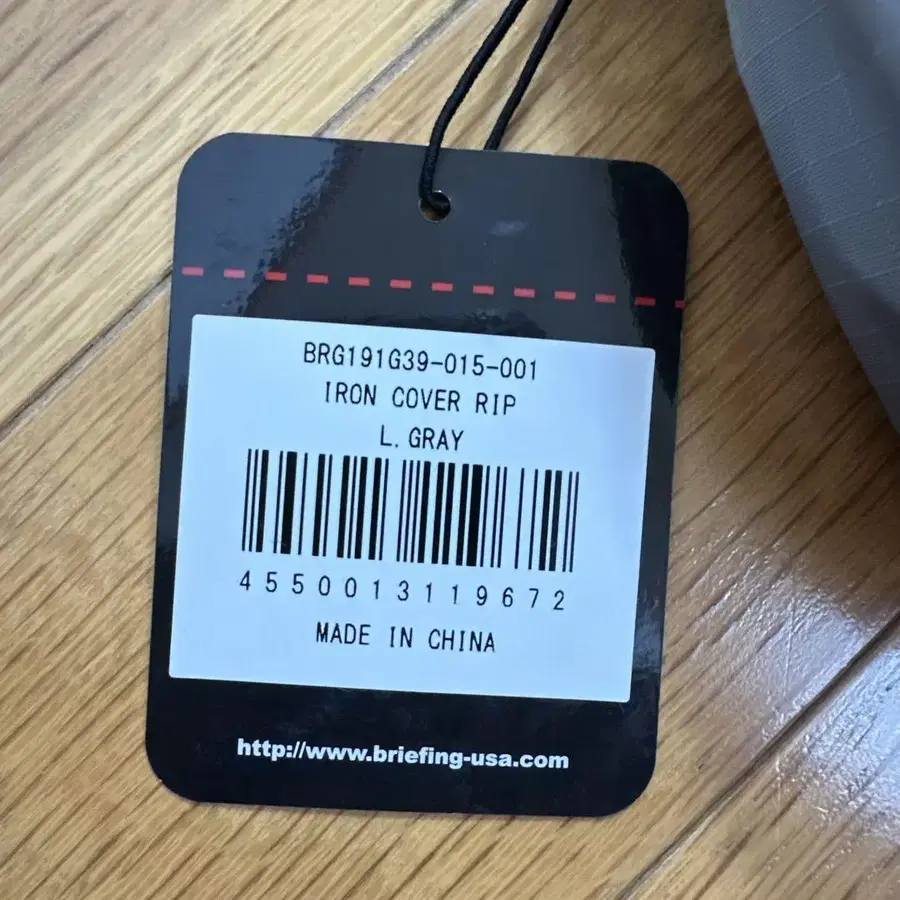 BRG191G39-015-001
IRON COVER RIP
L. GRAY
4550013119672
MADE IN CHINA
http://www.briefing-usa.com